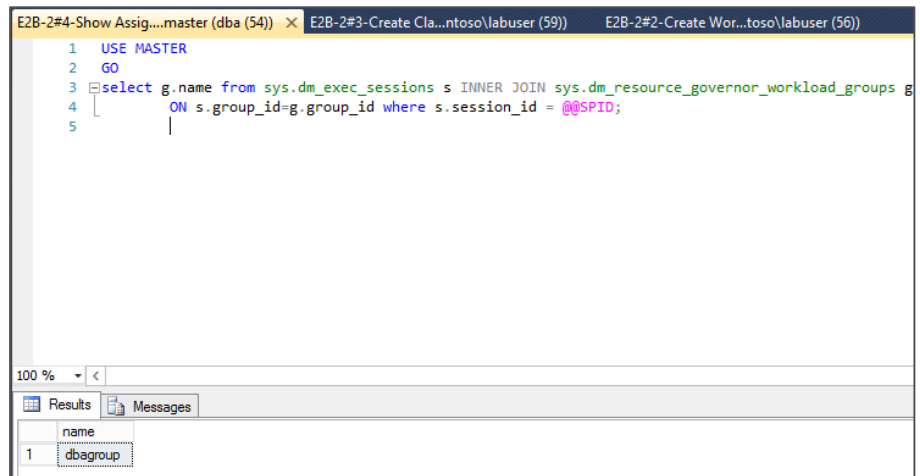 E2B-2#4-Show Assig....master (dba (54)) × E2B-2#3-Create Cla...ntoso\labuser (59)) E2B-2#2-Create Wor...toso\labuser (56))
1 USE MASTER
2 GO
3 select g.name from sys.dm_exec_sessions s INNER JOIN sys.dm_resource_governor_workload_groups g
4 ON s.group_id=g.group_id where s.session_id = @@SPID;
5
100 %
Results Messages
name
1 dbagroup